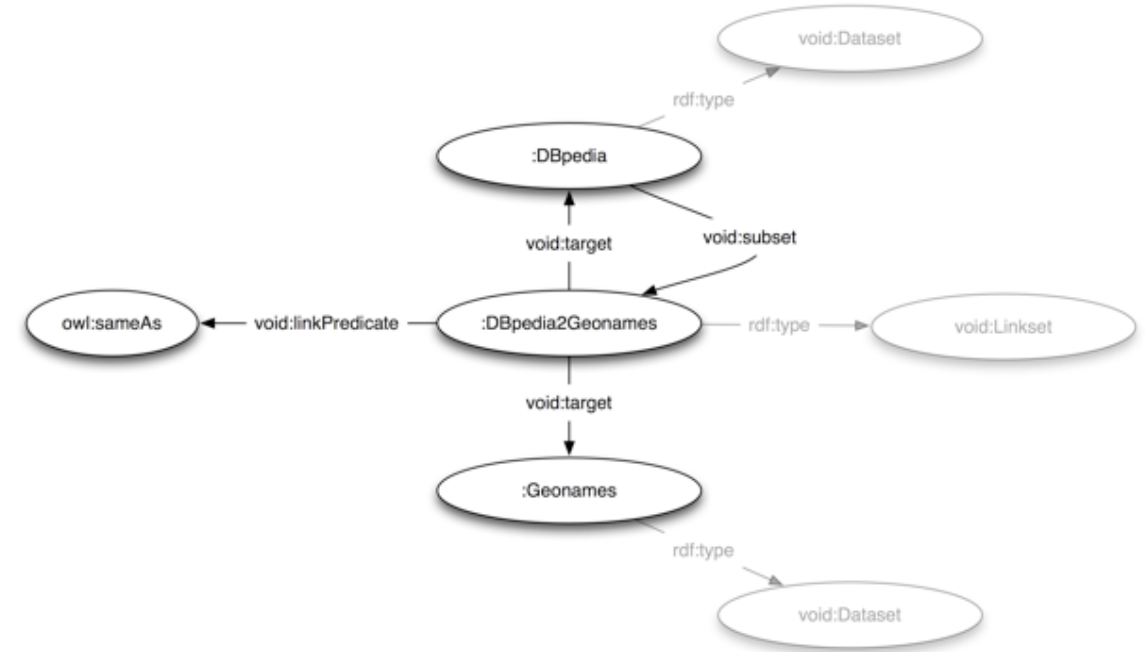 void:Dataset
rdf:type
:DBpedia
void:target
void:subset
owl:sameAs
void:linkPredicate
:DBpedia2Geonames
rdf:type
void:Linkset
void:target
:Geonames
rdf:type
void:Dataset